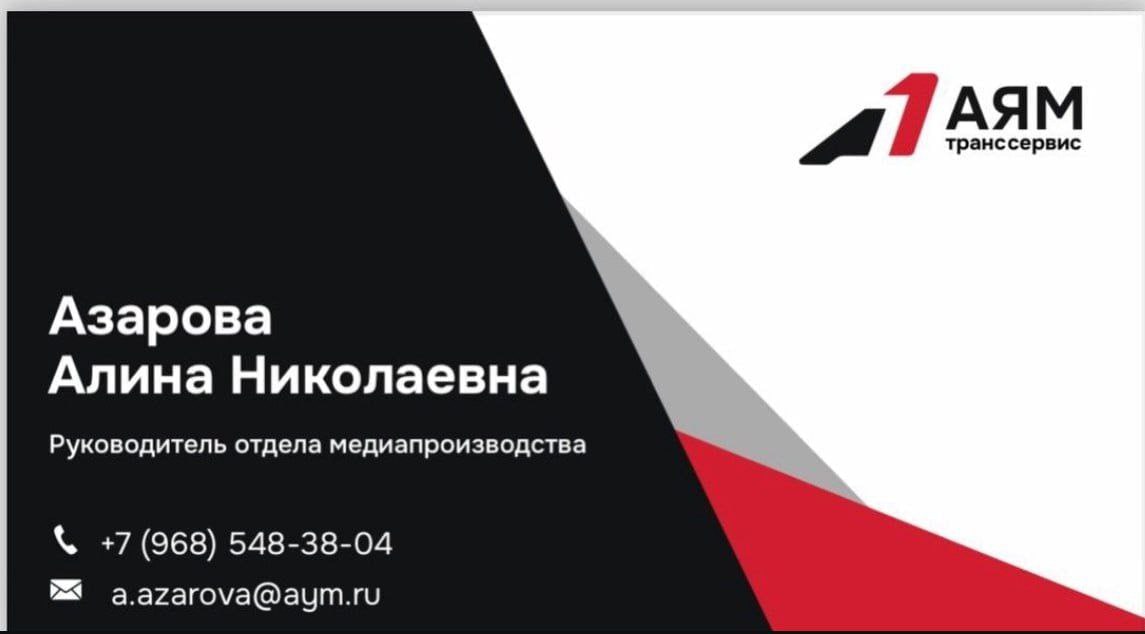 АЯМ
транссервис
Азарова
Алина Николаевна
Руководитель отдела медиапроизводства
+7 (968) 548-38-04
a.azarova@aym.ru